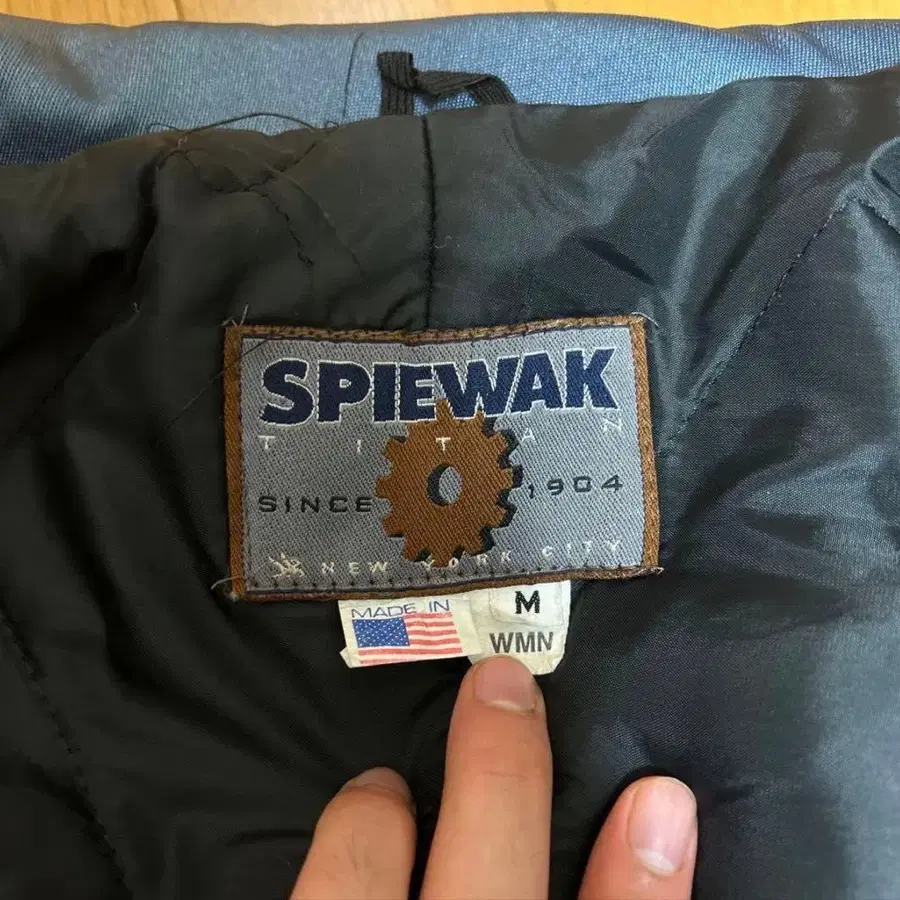 SPIEWAK
TITAN
SINCE 1904
NEW YORK CITY
MADE IN
M
WMN